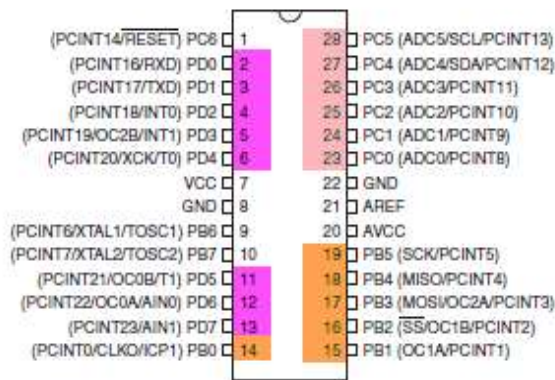 (PCINT14/RESET) PC6 1 28 PC5 (ADC5/SCL/PCINT13)
(PCINT16/RXD) PD0 2 27 PC4 (ADC4/SDA/PCINT12)
(PCINT17/TXD) PD1 3 26 PC3 (ADC3/PCINT11)
(PCINT18/INT0) PD2 4 25 PC2 (ADC2/PCINT10)
(PCINT19/OC2B/INT1) PD3 5 24 PC1 (ADC1/PCINT9)
(PCINT20/XCK/T0) PD4 6 23 PC0 (ADC0/PCINT8)
VCC 7 22 GND
GND 8 21 AREF
(PCINT6/XTAL1/TOSC1) PB6 9 20 AVCC
(PCINT7/XTAL2/TOSC2) PB7 10 19 PB5 (SCK/PCINT5)
(PCINT21/OC0B/T1) PD5 11 18 PB4 (MISO/PCINT4)
(PCINT22/OC0A/AIN0) PD6 12 17 PB3 (MOSI/OC2A/PCINT3)
(PCINT23/AIN1) PD7 13 16 PB2 (SS/OC1B/PCINT2)
(PCINT0/CLKO/ICP1) PB0 14 15 PB1 (OC1A/PCINT1)